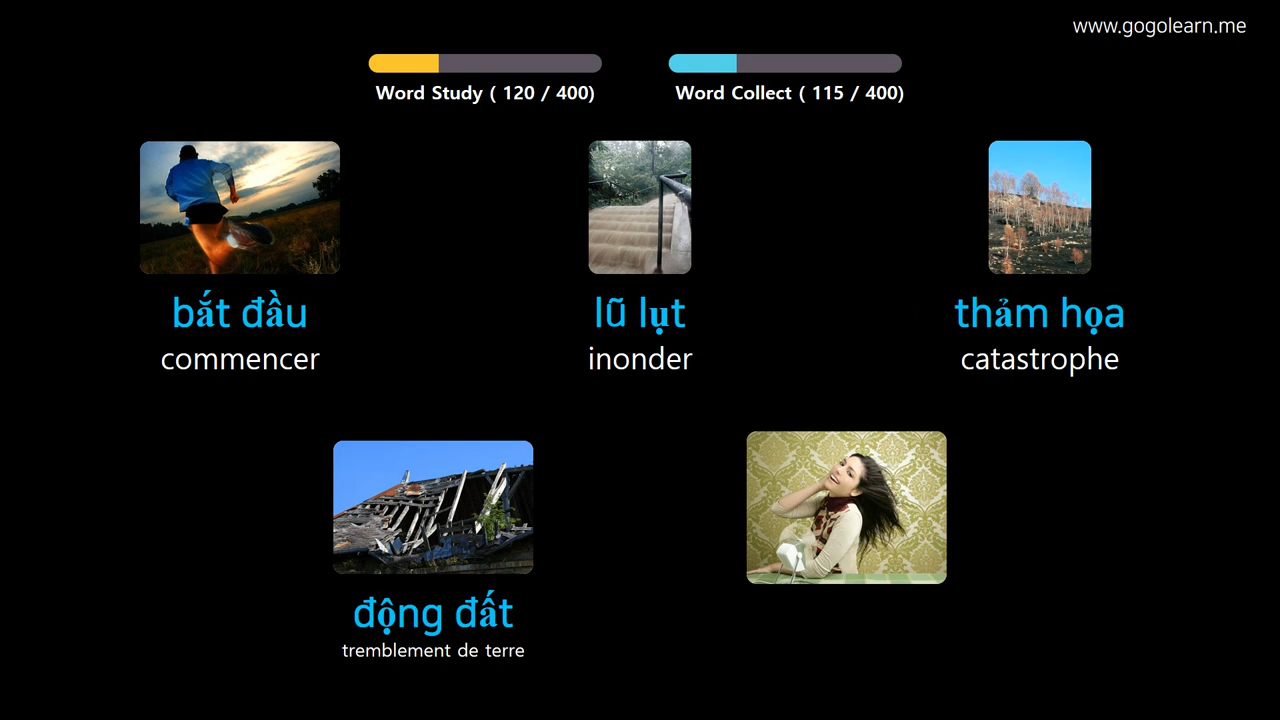 www.gogolearn.me
Word Study ( 120 / 400)
Word Collect ( 115 / 400)
bắt đầu
commencer
lũ lụt
inonder
thảm họa
catastrophe
động đất
tremblement de terre